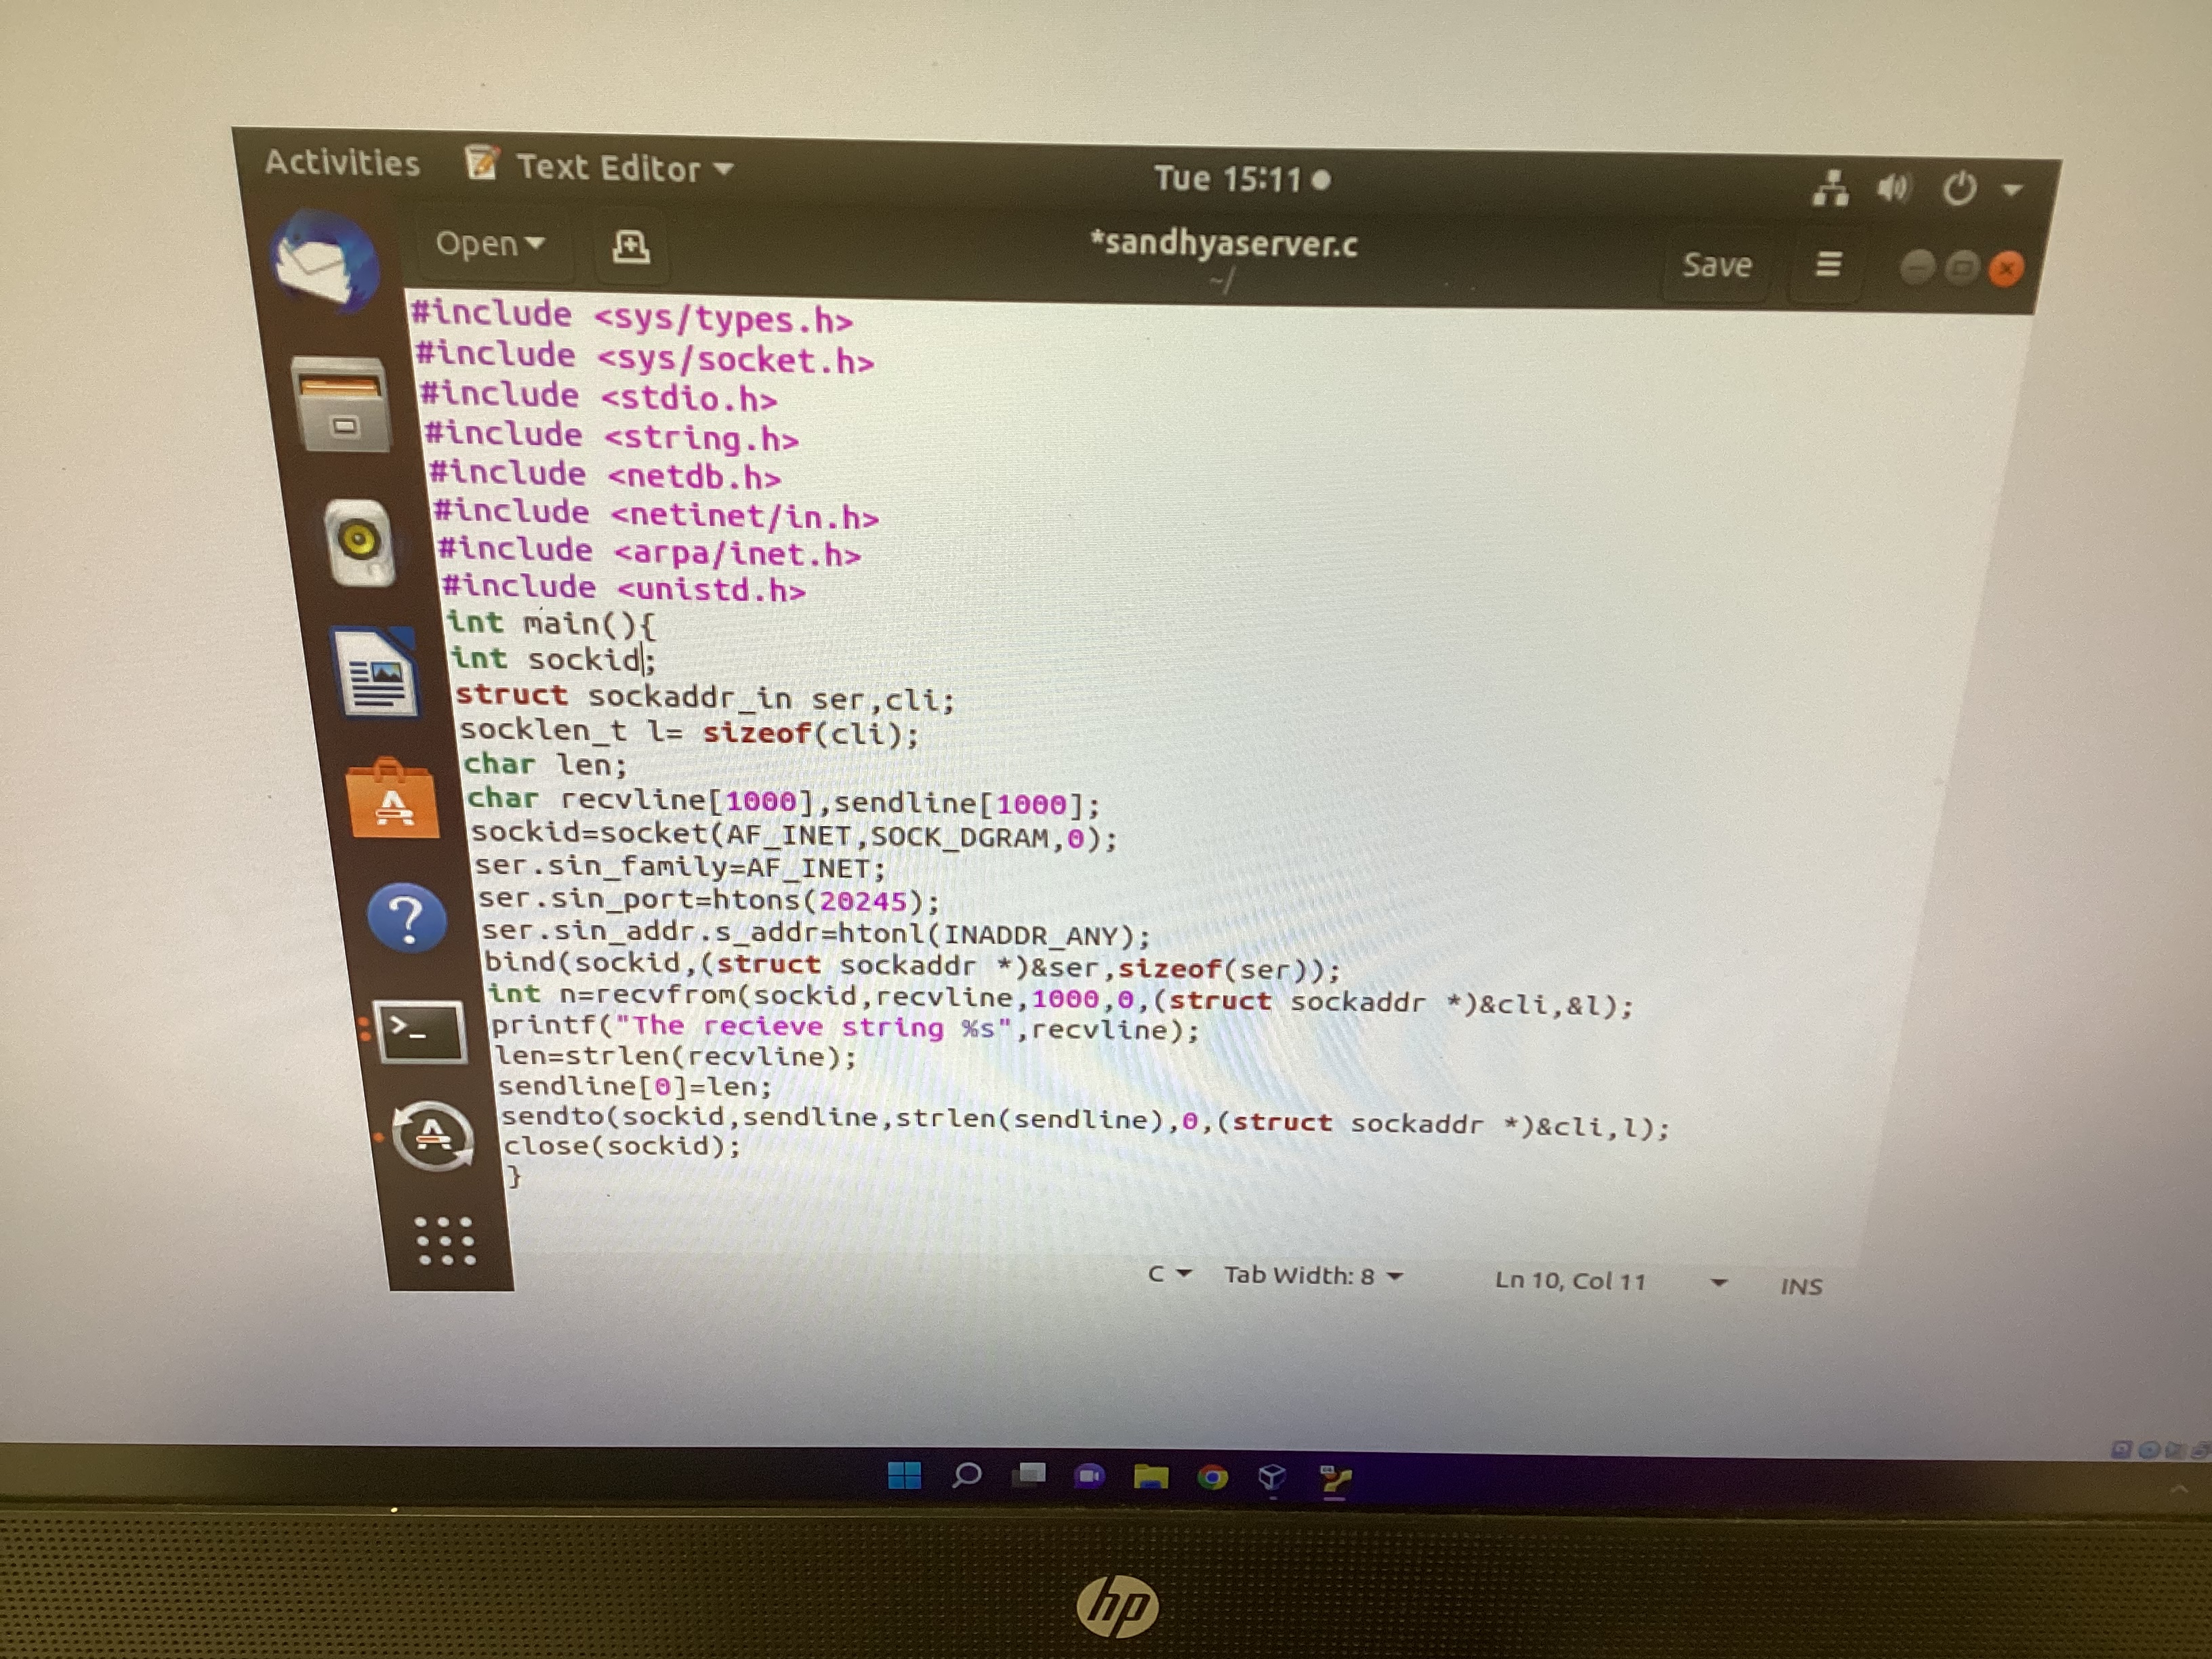 Activities Text Editor Tue 15:11
Open *sandhyaserver.c Save
~/
#include <sys/types.h>
#include <sys/socket.h>
#include <stdio.h>
#include <string.h>
#include <netdb.h>
#include <netinet/in.h>
#include <arpa/inet.h>
#include <unistd.h>
int main(){
int sockid;
struct sockaddr_in ser,cli;
socklen_t l= sizeof(cli);
char len;
char recvline[1000],sendline[1000];
sockid=socket(AF_INET,SOCK_DGRAM,0);
ser.sin_family=AF_INET;
ser.sin_port=htons(20245);
ser.sin_addr.s_addr=htonl(INADDR_ANY);
bind(sockid,(struct sockaddr *)&ser,sizeof(ser));
int n=recvfrom(sockid,recvline,1000,0,(struct sockaddr *)&cli,&l);
printf("The recieve string %s",recvline);
len=strlen(recvline);
sendline[0]=len;
sendto(sockid,sendline,strlen(sendline),0,(struct sockaddr *)&cli,l);
close(sockid);
}
C Tab Width: 8 Ln 10, Col 11 INS
hp